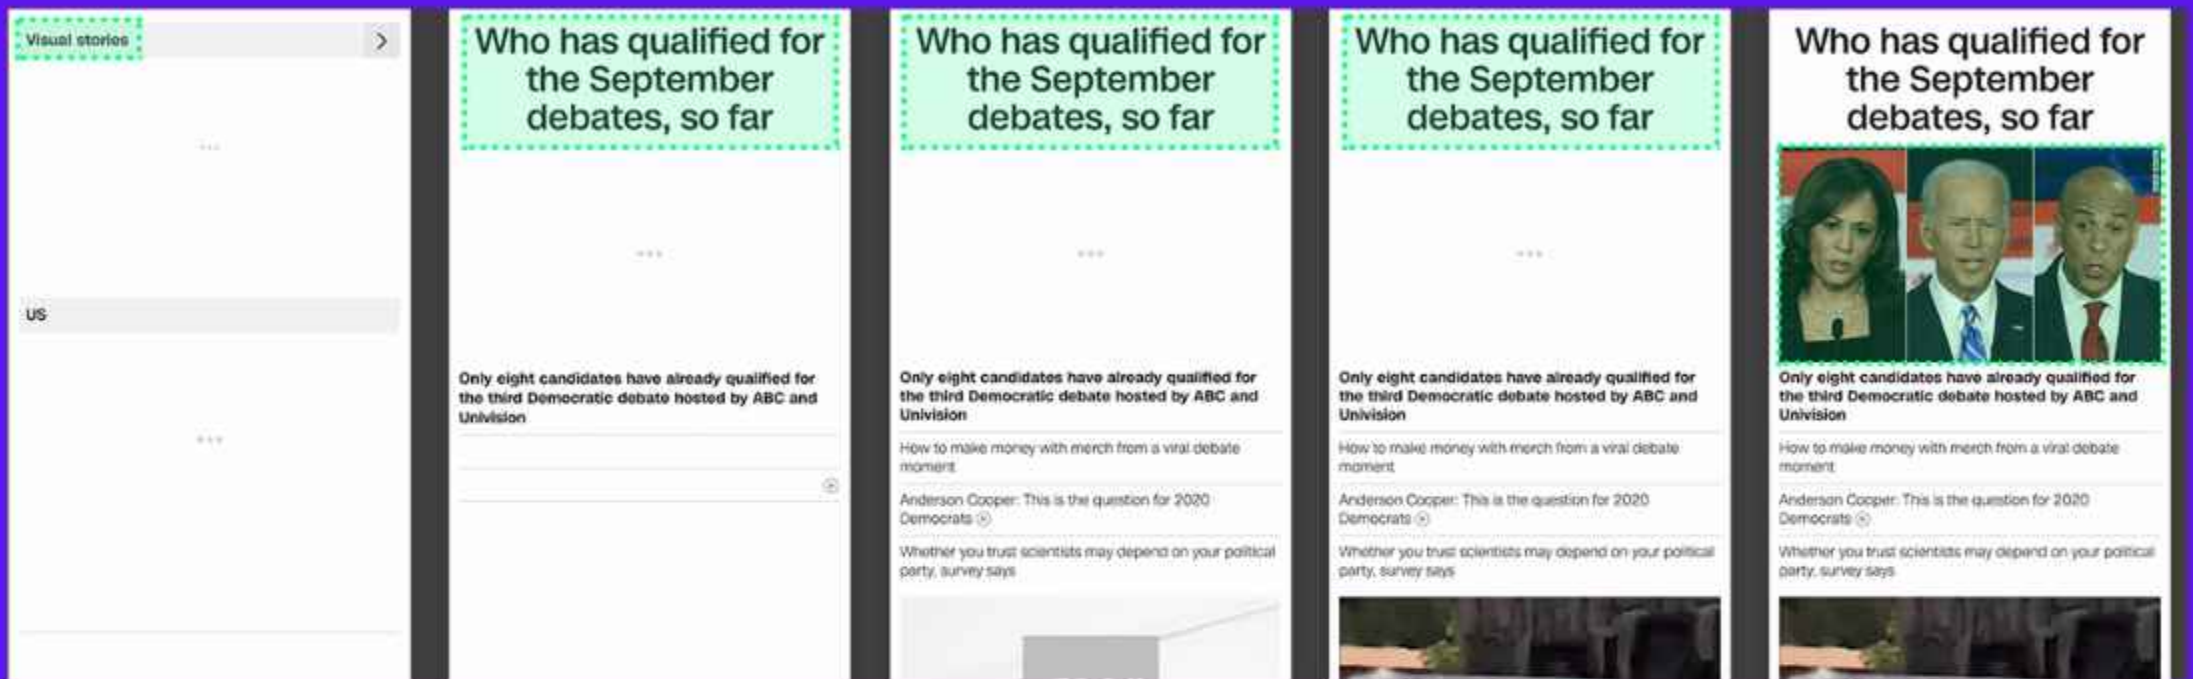 Visual stories
US
Who has qualified for
the September
debates, so far
Only eight candidates have already qualified for
the third Democratic debate hosted by ABC and
Univision
Who has qualified for
the September
debates, so far
Only eight candidates have already qualified for
the third Democratic debate hosted by ABC and
Univision
How to make money with merch from a viral debate
moment
Anderson Cooper: This is the question for 2020
Democrats
Whether you trust scientists may depend on your political
party, survey says
Who has qualified for
the September
debates, so far
Only eight candidates have already qualified for
the third Democratic debate hosted by ABC and
Univision
How to make money with merch from a viral debate
moment
Anderson Cooper: This is the question for 2020
Democrats
Whether you trust scientists may depend on your political
party, survey says
Who has qualified for
the September
debates, so far
Only eight candidates have already qualified for
the third Democratic debate hosted by ABC and
Univision
How to make money with merch from a viral debate
moment
Anderson Cooper: This is the question for 2020
Democrats
Whether you trust scientists may depend on your political
party, survey says